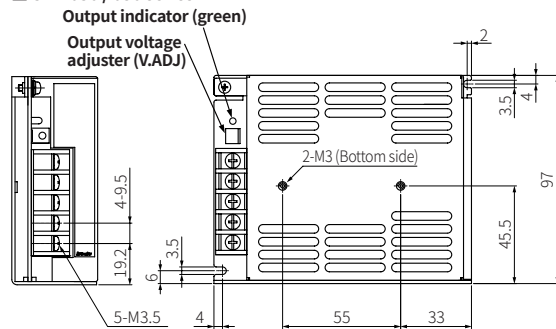 Output indicator (green)
Output voltage
adjuster (V.ADJ)
2
3.5
4
2-M3 (Bottom side)
97
4-9.5
45.5
19.2
3.5
6
5-M3.5
4
55
33